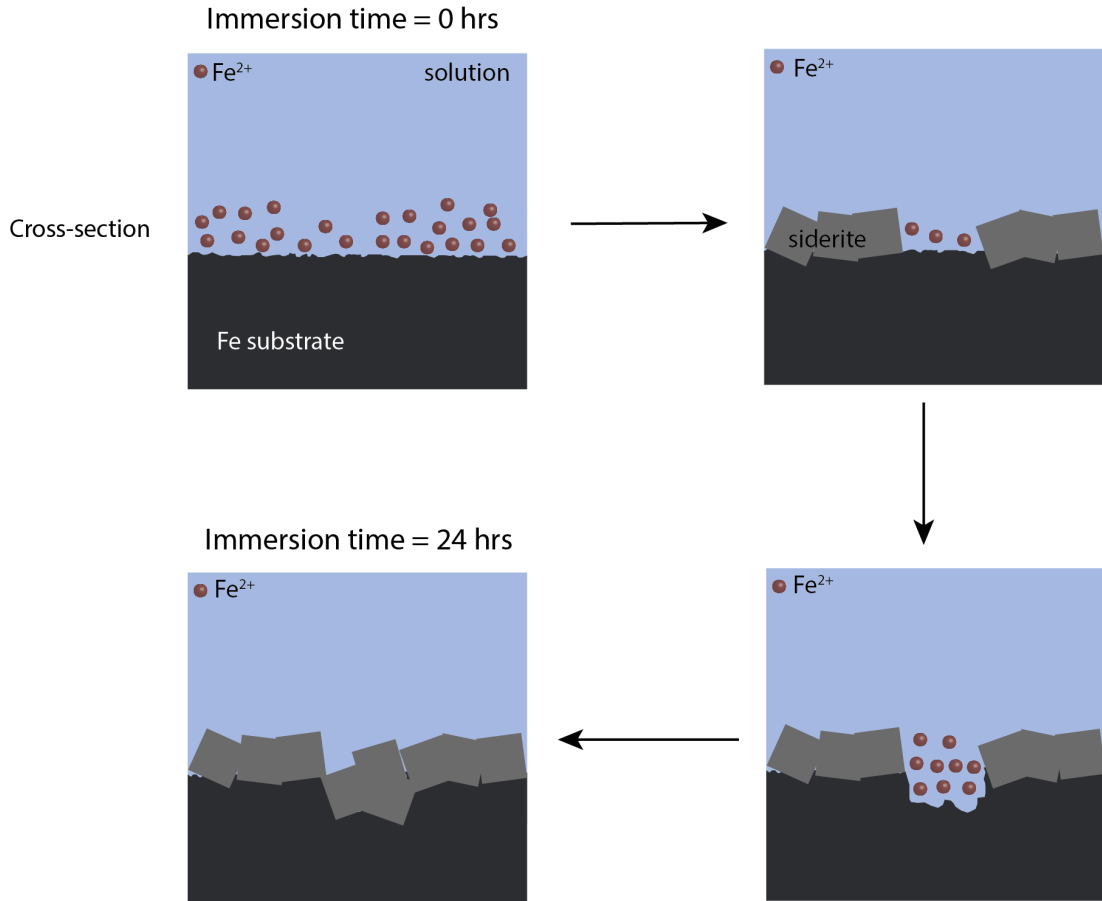 Immersion time = 0 hrs
Fe²⁺
solution
Fe²⁺
Cross-section
siderite
Fe substrate
Immersion time = 24 hrs
Fe²⁺
Fe²⁺